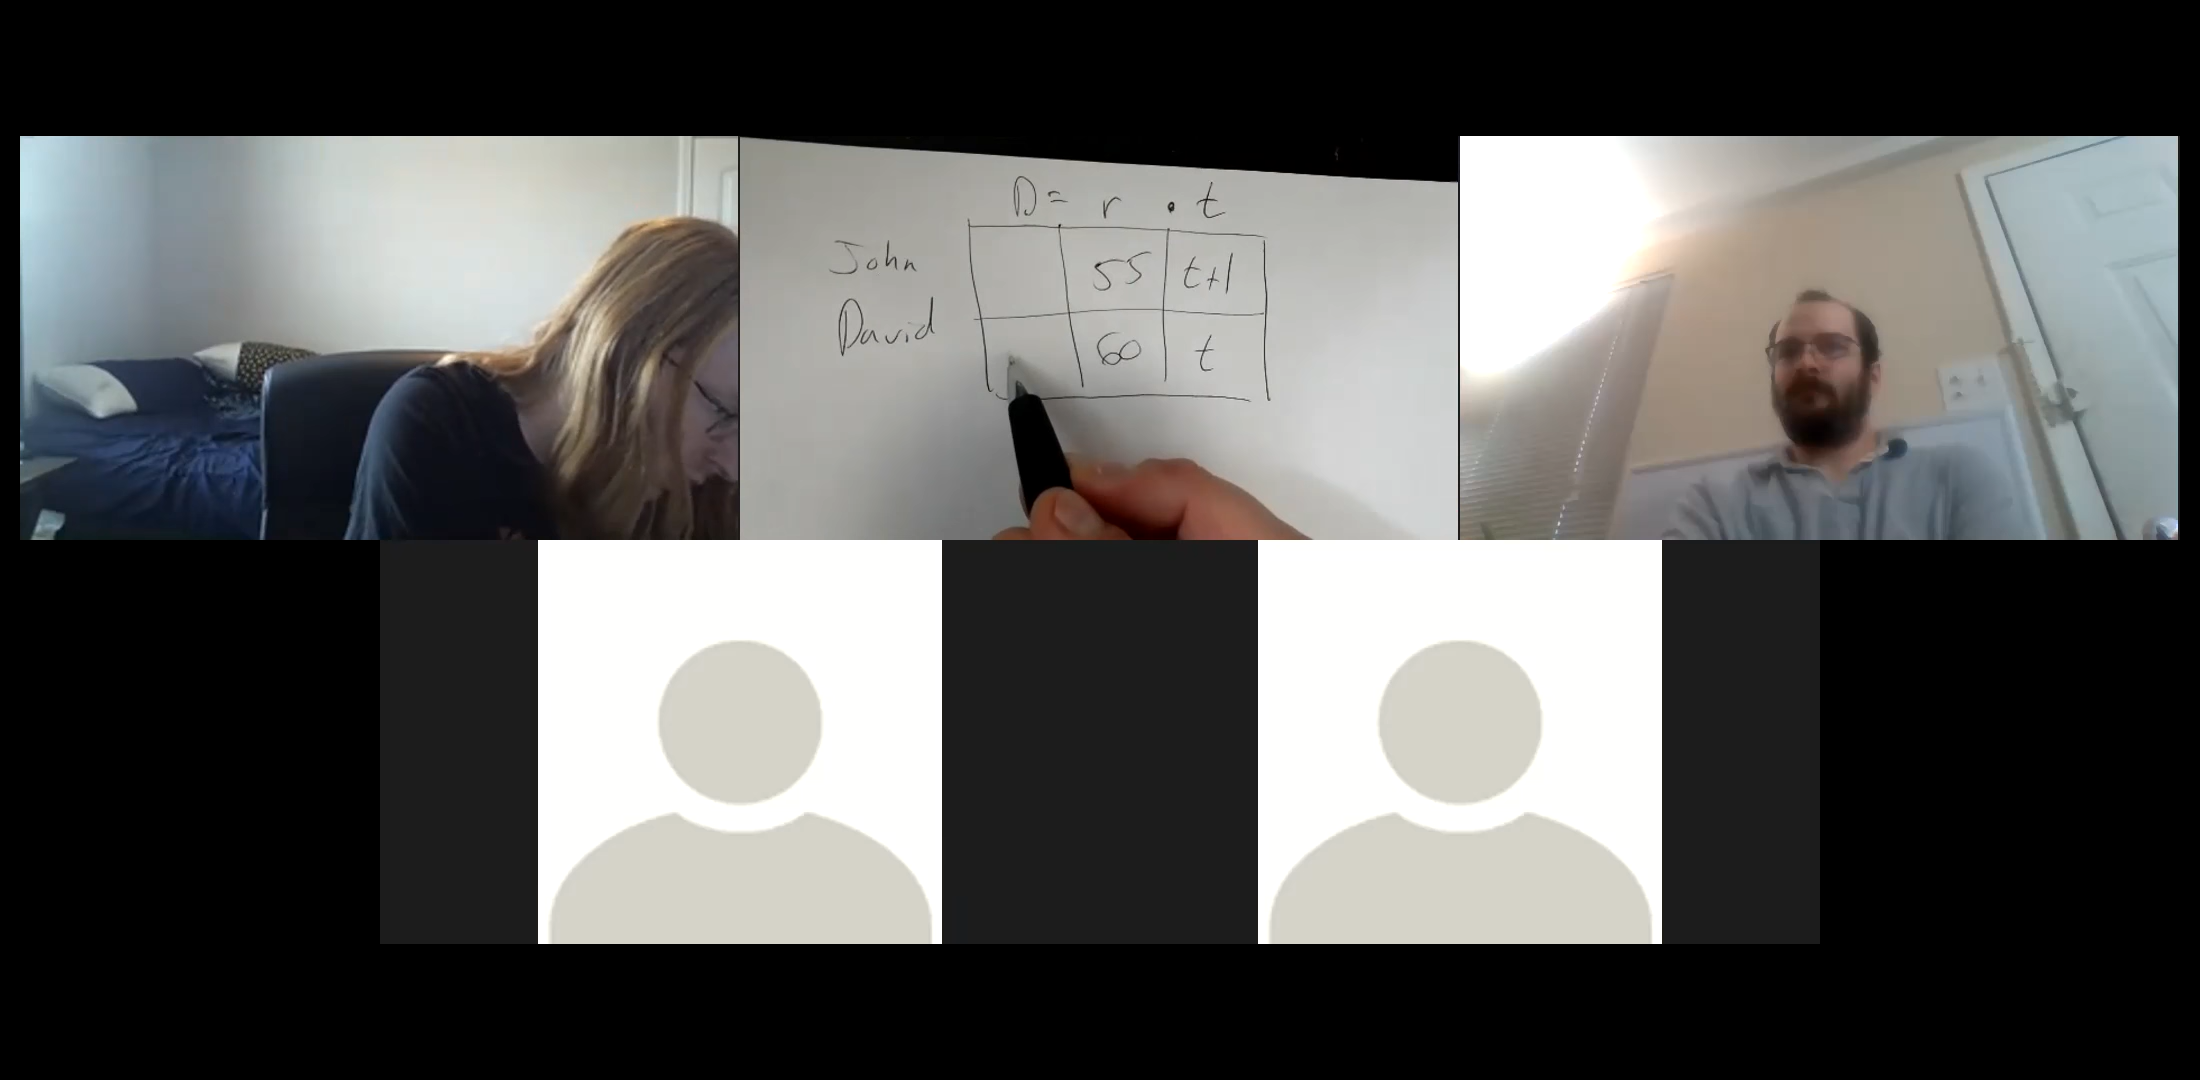 D = r • t
John 55 t+1
David 60 t